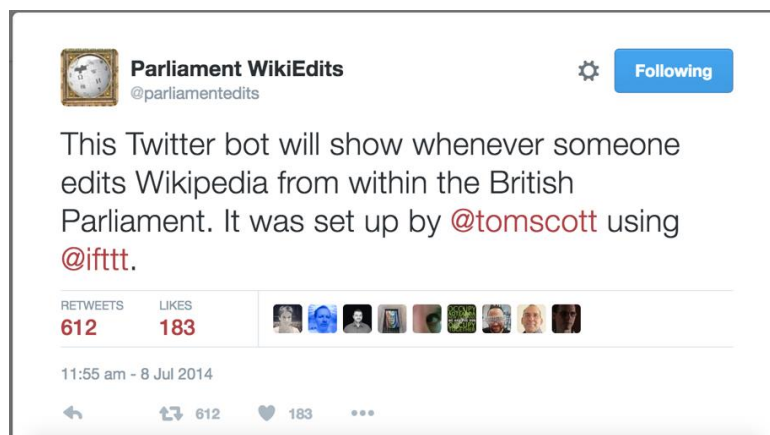 Parliament WikiEdits
@parliamentedits
Following
This Twitter bot will show whenever someone
edits Wikipedia from within the British
Parliament. It was set up by @tomscott using
@ifttt.
RETWEETS LIKES
612 183
11:55 am - 8 Jul 2014
612 183